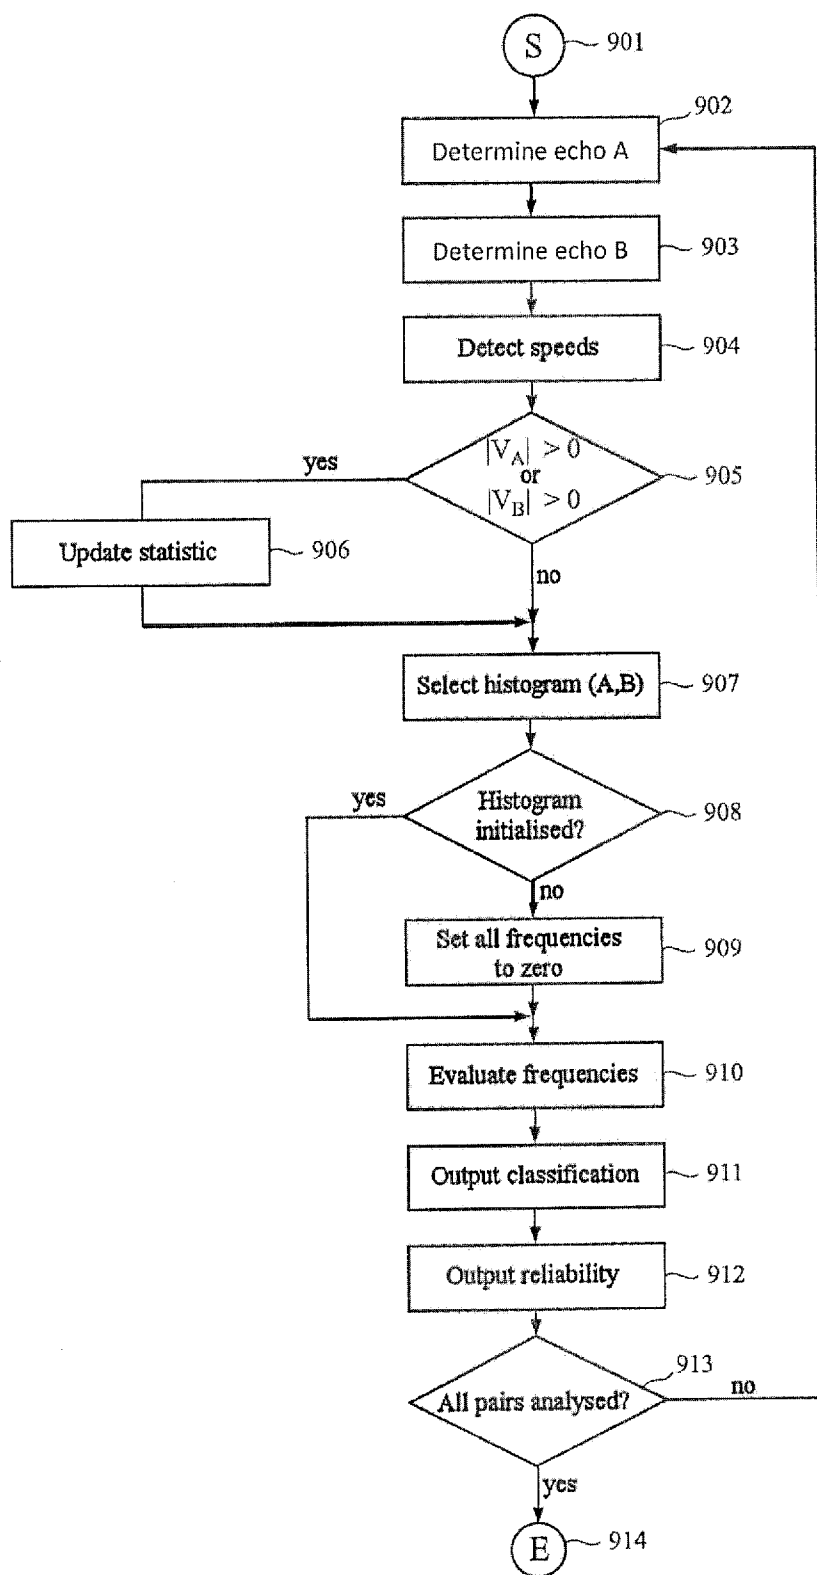 S
901
902
Determine echo A
Determine echo B
903
Detect speeds
904
|V_A| > 0
or
|V_B| > 0
905
yes
Update statistic
906
no
Select histogram (A,B)
907
yes
Histogram
initialised?
908
no
Set all frequencies
to zero
909
Evaluate frequencies
910
Output classification
911
Output reliability
912
913
All pairs analysed?
no
yes
E
914